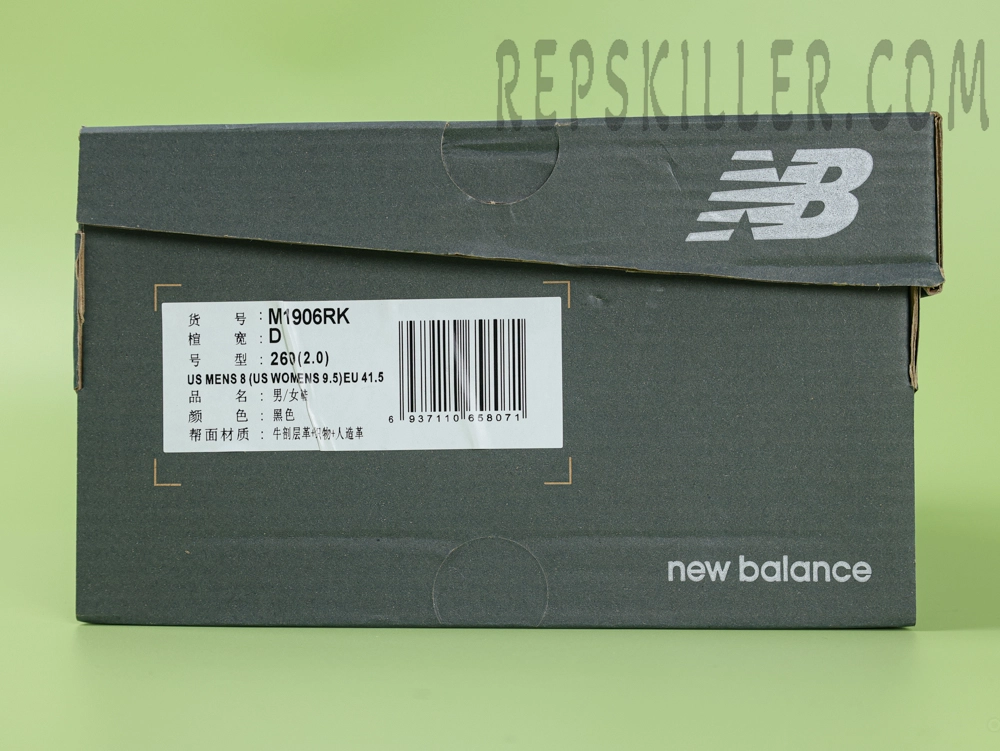 REPSKILLER.COM
NB
货 号 : M1906RK
楦 宽 : D
号 型 : 260(2.0)
US MENS 8 (US WOMENS 9.5)EU 41.5
品 名 : 男/女鞋
颜 色 : 黑色
帮面材质 : 牛剖层革+织物+人造革
6 937110 658071
new balance